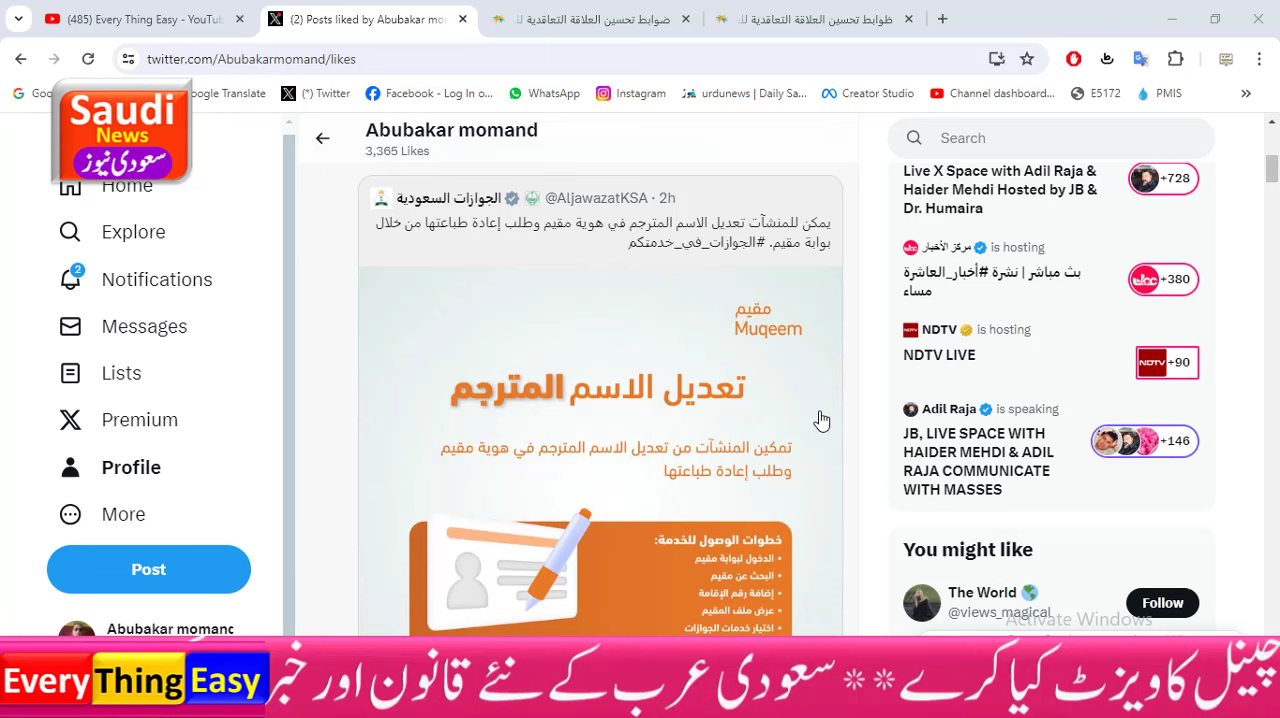 (485) Every Thing Easy - YouTu
(2) Posts liked by Abubakar mo
ضوابط تحسين العلاقة التعاقدية لـ
ظوابط تحسين العلاقة التعاقدية لـ
twitter.com/Abubakarmomand/likes
Goo
ogle Translate
(*) Twitter
Facebook - Log In o...
WhatsApp
Instagram
urdunews | Daily Sa...
Creator Studio
Channel dashboard...
E5172
PMIS
Saudi
News
سعودی نیوز
Home
Explore
2
Notifications
Messages
Lists
Premium
Profile
More
Post
Abubakar momanc
Abubakar momand
3,365 Likes
الجوازات السعودية @AljawazatKSA · 2h
يمكن للمنشآت تعديل الاسم المترجم في هوية مقيم وطلب إعادة طباعتها من خلال
بوابة مقيم. #الجوازات_في_خدمتكم
مقيم
Muqeem
تعديل الاسم المترجم
تمكين المنشآت من تعديل الاسم المترجم في هوية مقيم
وطلب إعادة طباعتها
خطوات الوصول للخدمة:
• الدخول لبوابة مقيم
• البحث عن مقيم
• إضافة رقم الإقامة
• عرض ملف المقيم
• اختيار خدمات الجوازات
Search
Live X Space with Adil Raja &
Haider Mehdi Hosted by JB &
Dr. Humaira
+728
مركز الأخبار is hosting
بث مباشر | نشرة #أخبار_العاشرة
مساء
+380
NDTV is hosting
NDTV LIVE
NDTV +90
Adil Raja is speaking
JB, LIVE SPACE WITH
HAIDER MEHDI & ADIL
RAJA COMMUNICATE
WITH MASSES
+146
You might like
The World
@views_magical
Follow
Activate Windows
Every Thing Easy
چینل کا ویزٹ کیا کرے ** سعودی عرب کے نئے قانون اور خبر